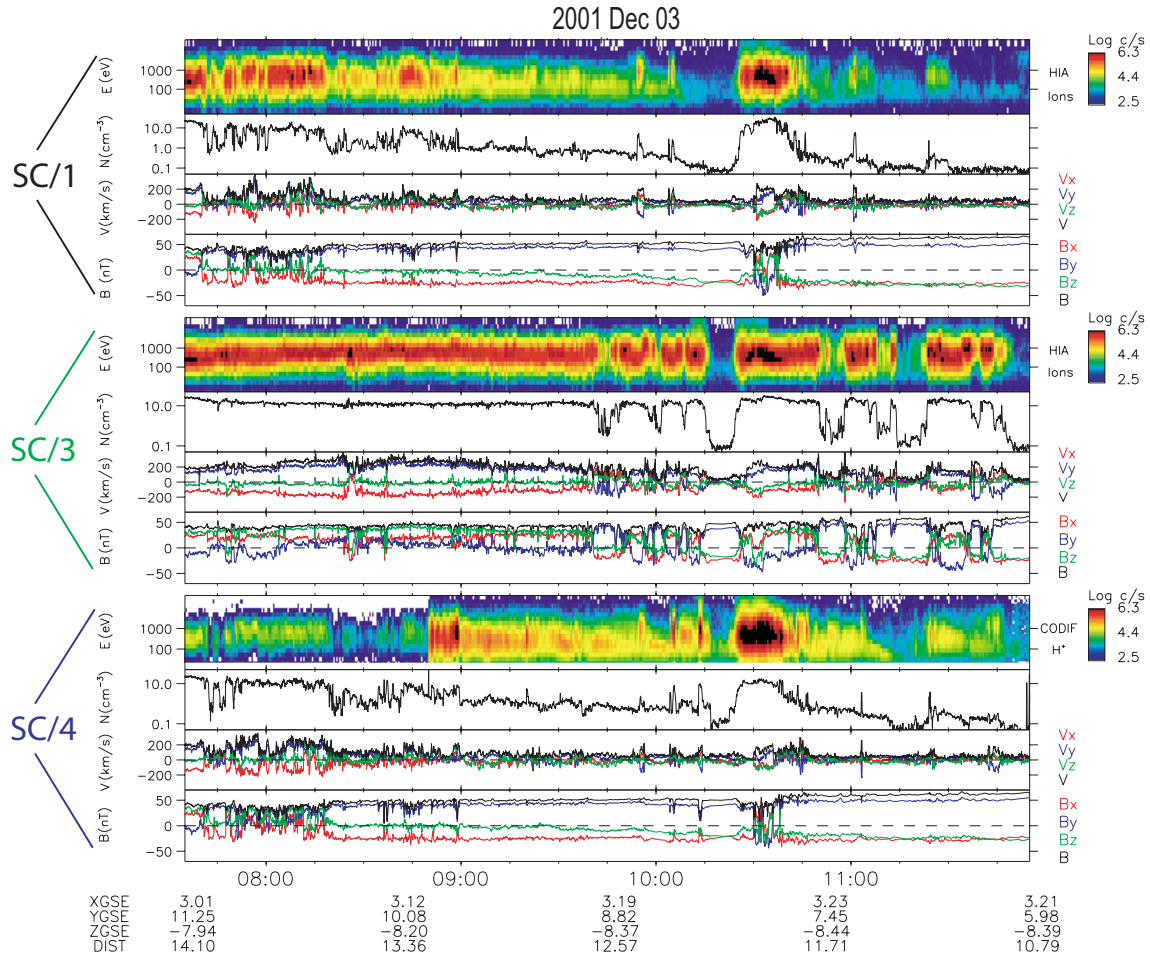 2001 Dec 03
SC/1
E (eV)
1000
100
HIA
Ions
Log c/s
6.3
4.4
2.5
N(cm⁻³)
10.0
1.0
0.1
V(km/s)
200
0
-200
Vx
Vy
Vz
V
B (nT)
50
0
-50
Bx
By
Bz
B
SC/3
E (eV)
1000
100
HIA
Ions
Log c/s
6.3
4.4
2.5
N(cm⁻³)
10.0
0.1
V (km/s)
200
0
-200
Vx
Vy
Vz
V
B (nT)
50
0
-50
Bx
By
Bz
B
SC/4
E (eV)
1000
100
CODIF
H⁺
Log c/s
6.3
4.4
2.5
N(cm⁻³)
10.0
0.1
V (km/s)
200
0
-200
Vx
Vy
Vz
V
B(nT)
50
0
-50
Bx
By
Bz
B
08:00 09:00 10:00 11:00
XGSE 3.01 3.12 3.19 3.23 3.21
YGSE 11.25 10.08 8.82 7.45 5.98
ZGSE -7.94 -8.20 -8.37 -8.44 -8.39
DIST 14.10 13.36 12.57 11.71 10.79